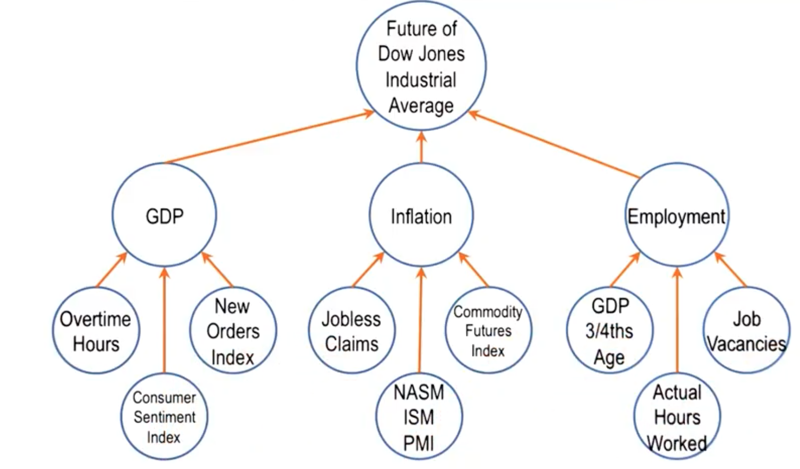 Future of
Dow Jones
Industrial
Average
GDP
Inflation
Employment
Overtime
Hours
New
Orders
Index
Jobless
Claims
Commodity
Futures
Index
GDP
3/4ths
Age
Job
Vacancies
Consumer
Sentiment
Index
NASM
ISM
PMI
Actual
Hours
Worked